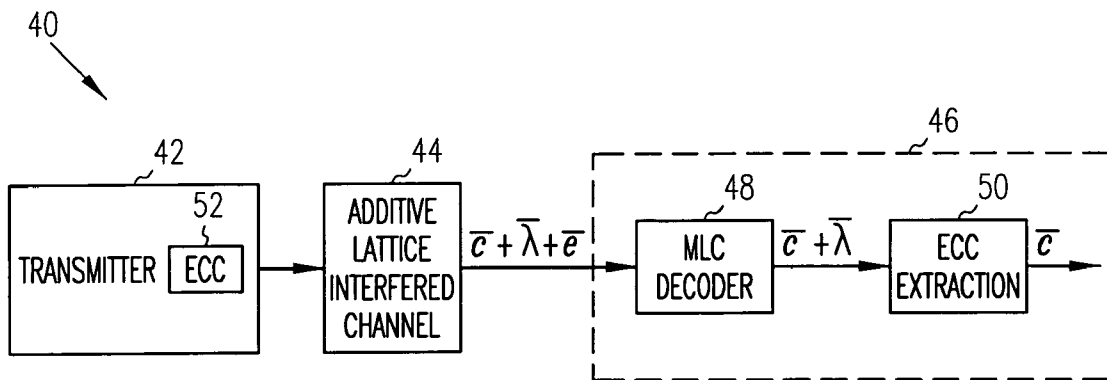 40
42
52
TRANSMITTER
ECC
44
ADDITIVE
LATTICE
INTERFERED
CHANNEL
c̅ + λ̅ + e̅
46
48
MLC
DECODER
c̅ + λ̅
50
ECC
EXTRACTION
c̅